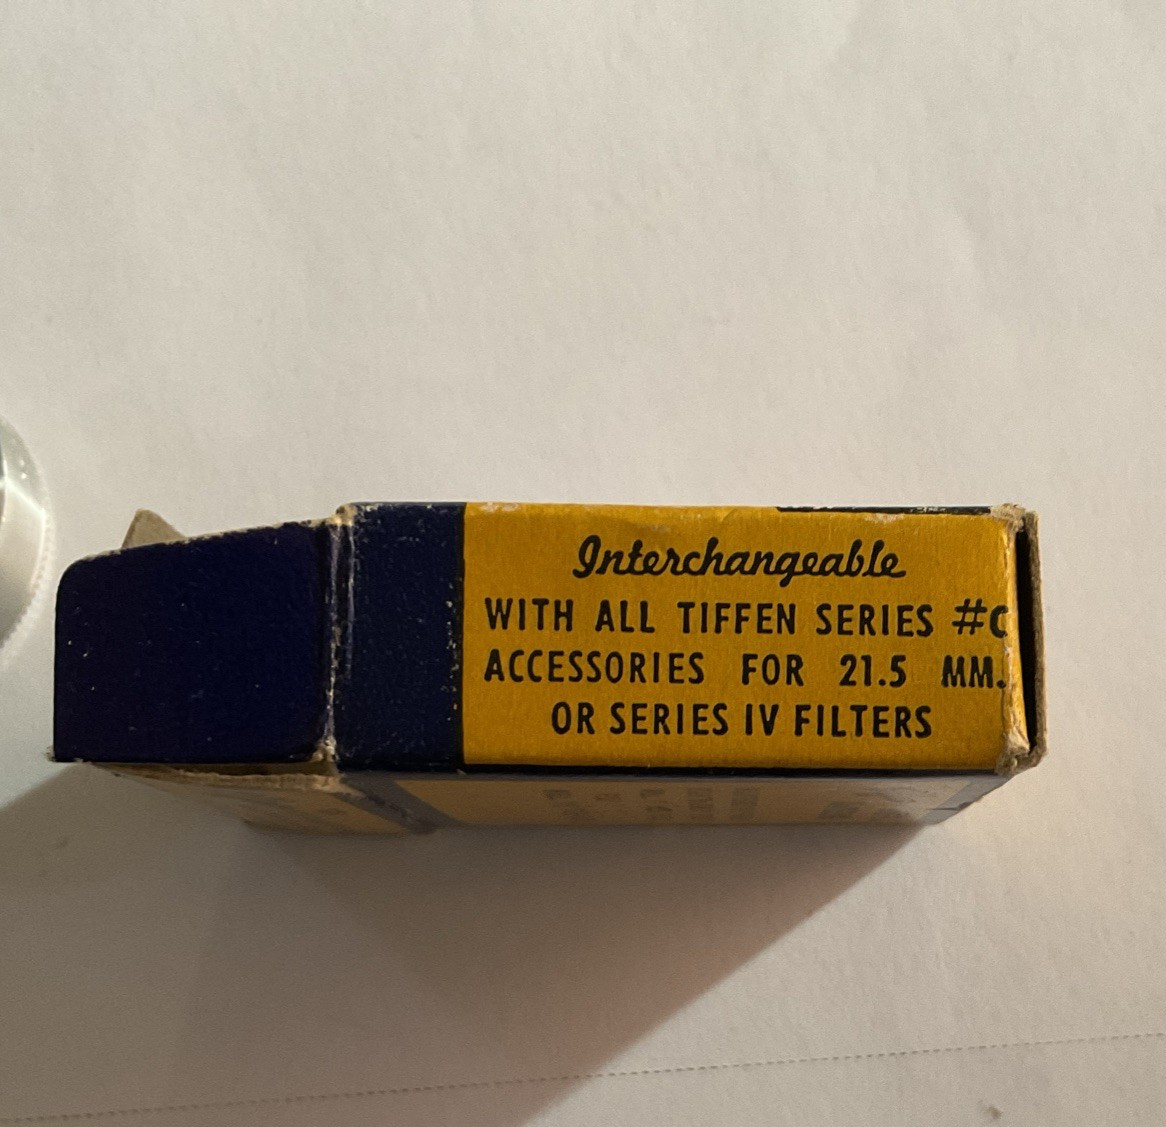 Interchangeable
WITH ALL TIFFEN SERIES #C
ACCESSORIES FOR 21.5 MM.
OR SERIES IV FILTERS